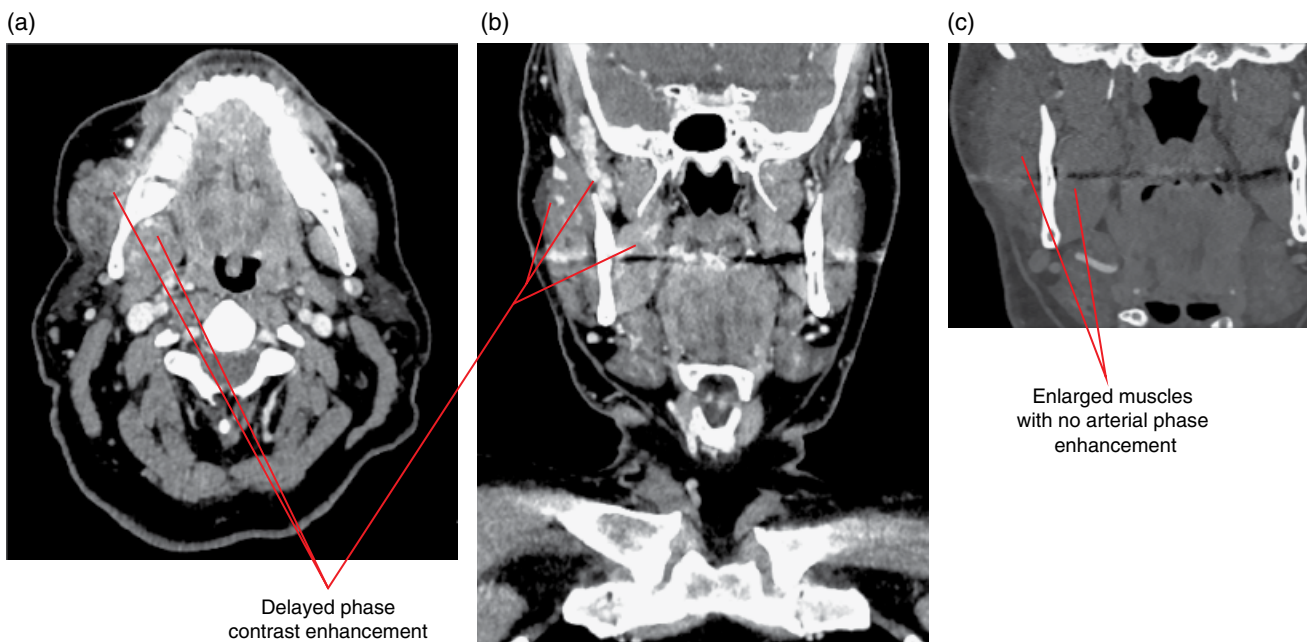 (a)
(b)
(c)
Delayed phase
contrast enhancement
Enlarged muscles
with no arterial phase
enhancement